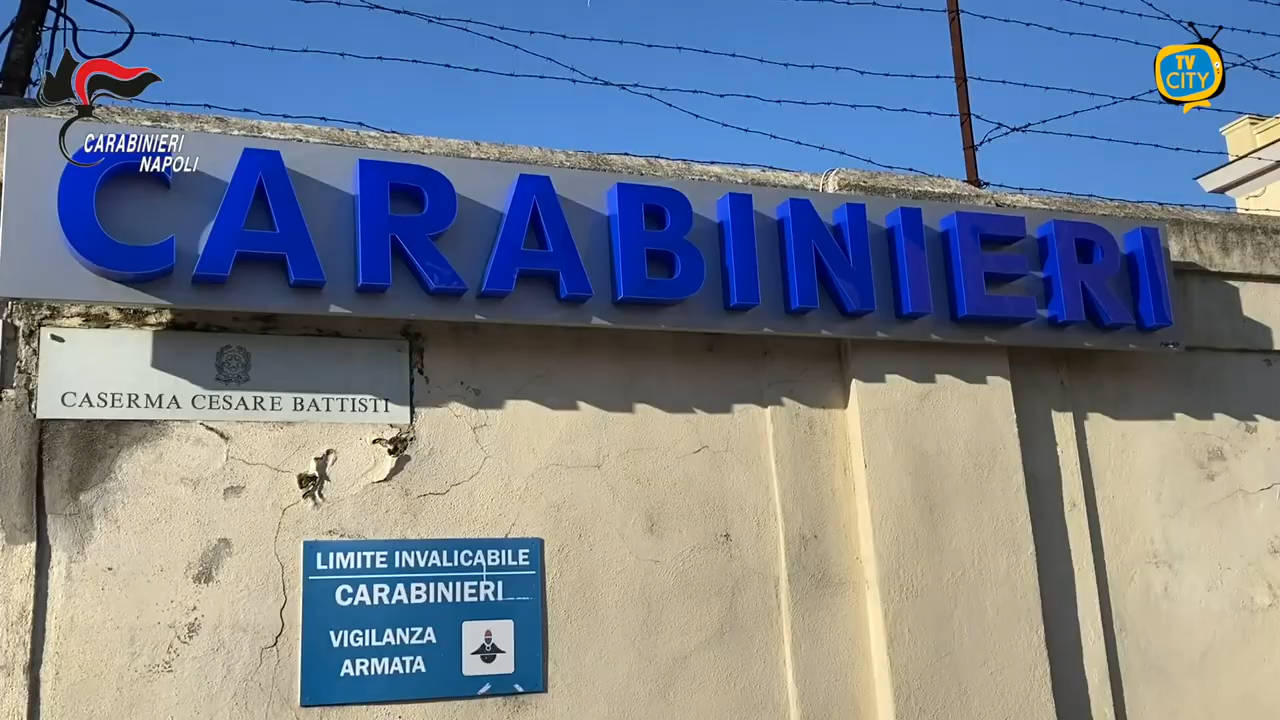 CARABINIERI
NAPOLI
TV
CITY
CARABINIERI
CASERMA CESARE BATTISTI
LIMITE INVALICABILE
CARABINIERI
VIGILANZA
ARMATA